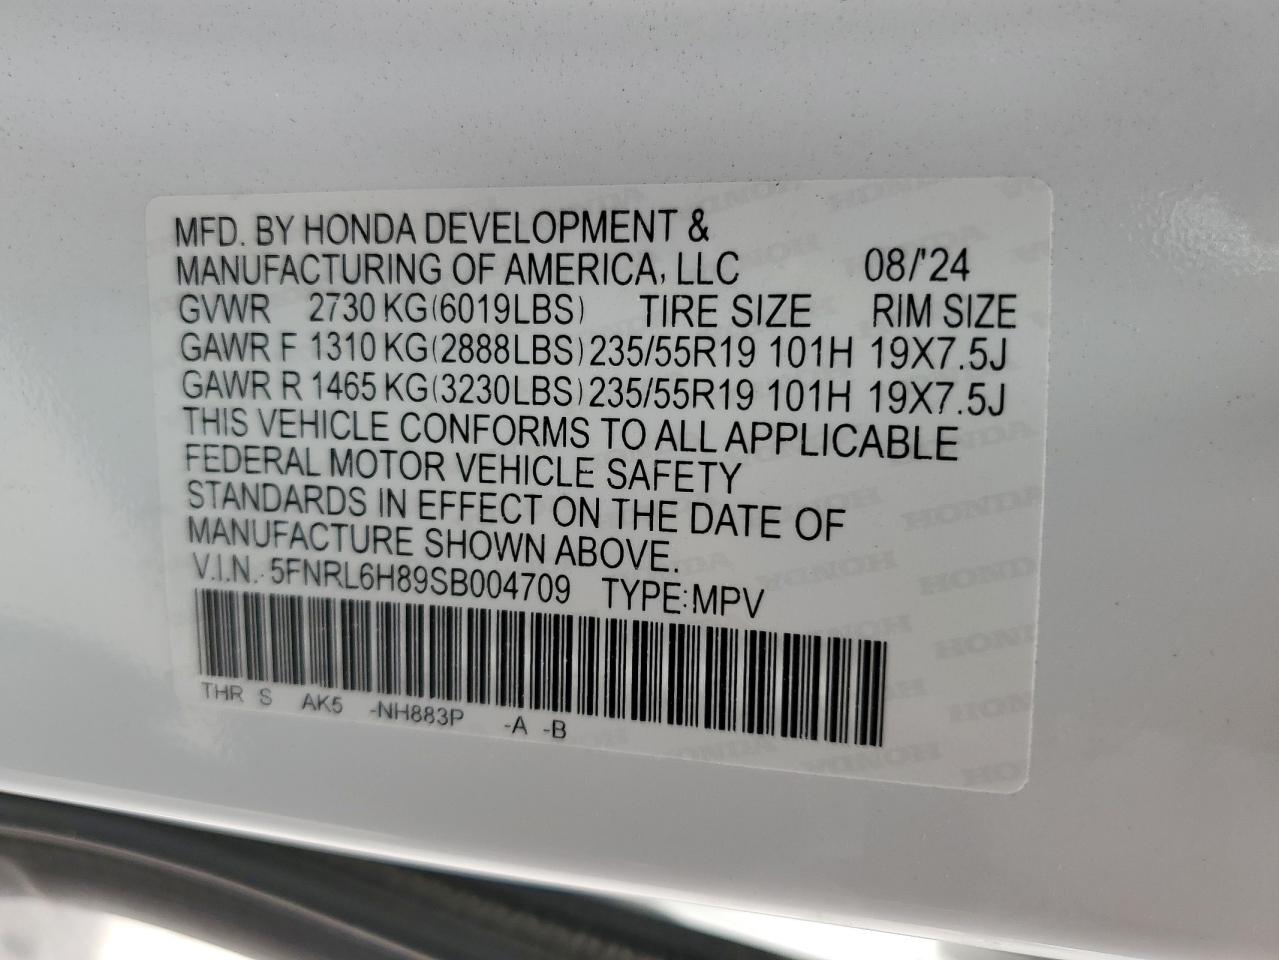 MFD. BY HONDA DEVELOPMENT &
MANUFACTURING OF AMERICA, LLC 08/'24
GVWR 2730 KG(6019LBS) TIRE SIZE RIM SIZE
GAWR F 1310 KG(2888LBS) 235/55R19 101H 19X7.5J
GAWR R 1465 KG(3230LBS) 235/55R19 101H 19X7.5J
THIS VEHICLE CONFORMS TO ALL APPLICABLE
FEDERAL MOTOR VEHICLE SAFETY
STANDARDS IN EFFECT ON THE DATE OF
MANUFACTURE SHOWN ABOVE.
V.I.N. 5FNRL6H89SB004709 TYPE:MPV
THR S AK5 -NH883P -A -B